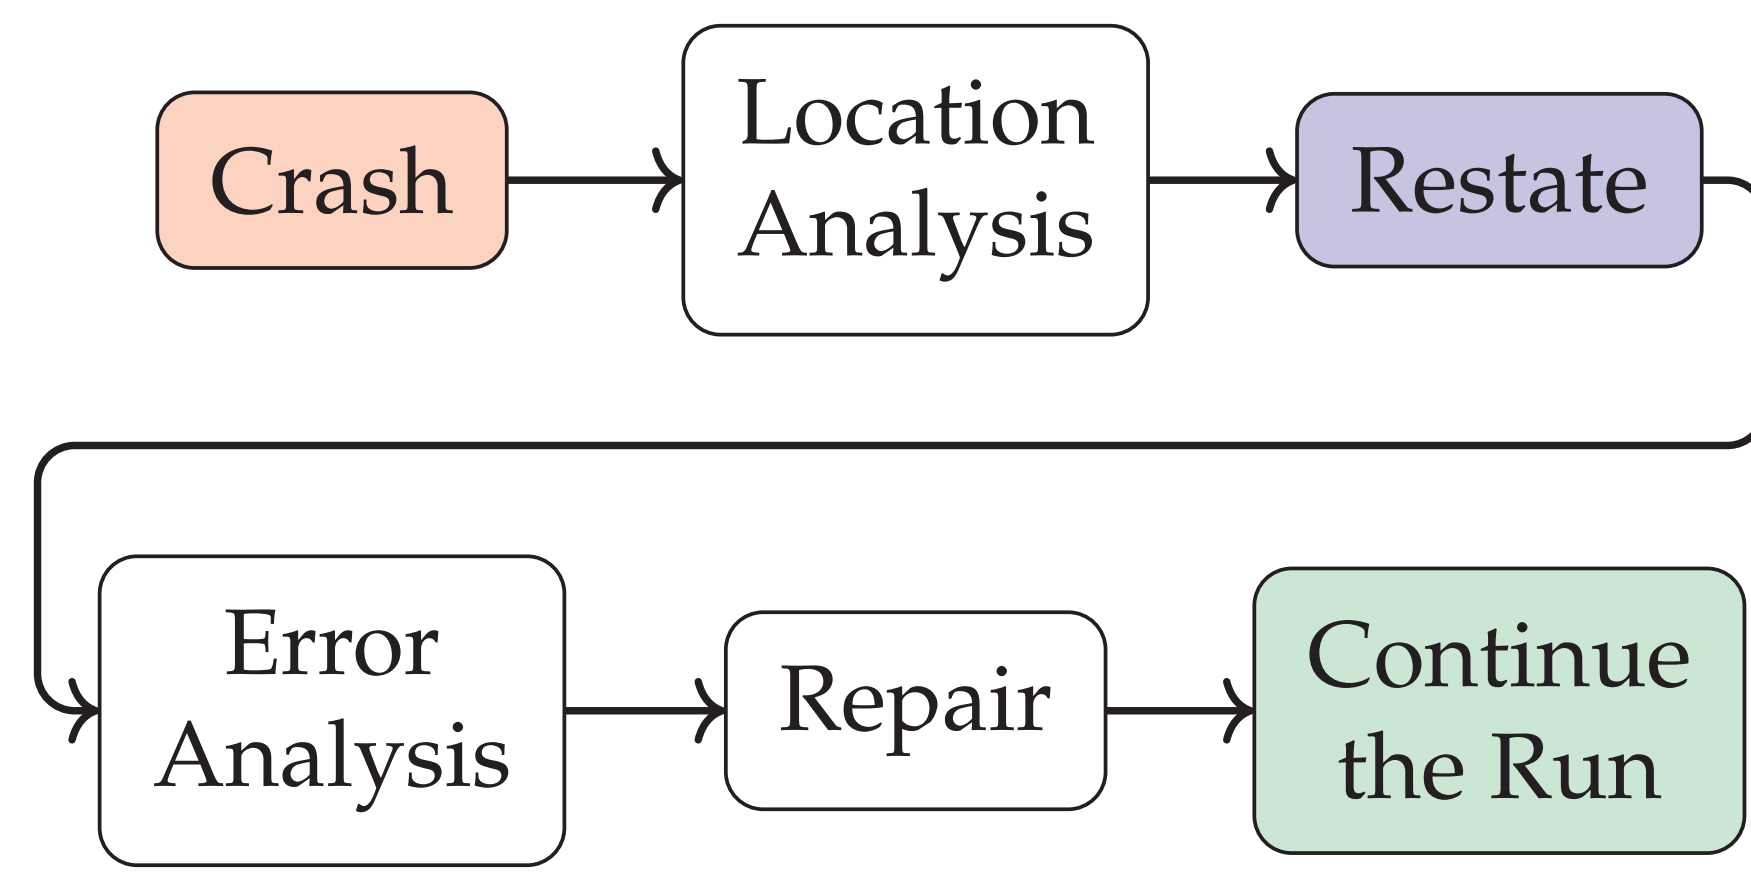 Crash
Location
Analysis
Restate
Error
Analysis
Repair
Continue
the Run